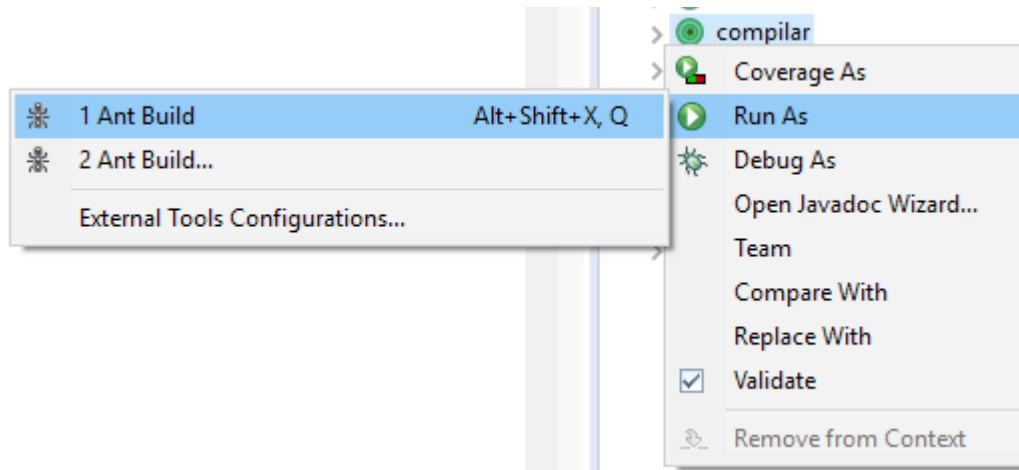 compilar
Coverage As
Run As
Debug As
Open Javadoc Wizard...
Team
Compare With
Replace With
Validate
Remove from Context
1 Ant Build Alt+Shift+X, Q
2 Ant Build...
External Tools Configurations...